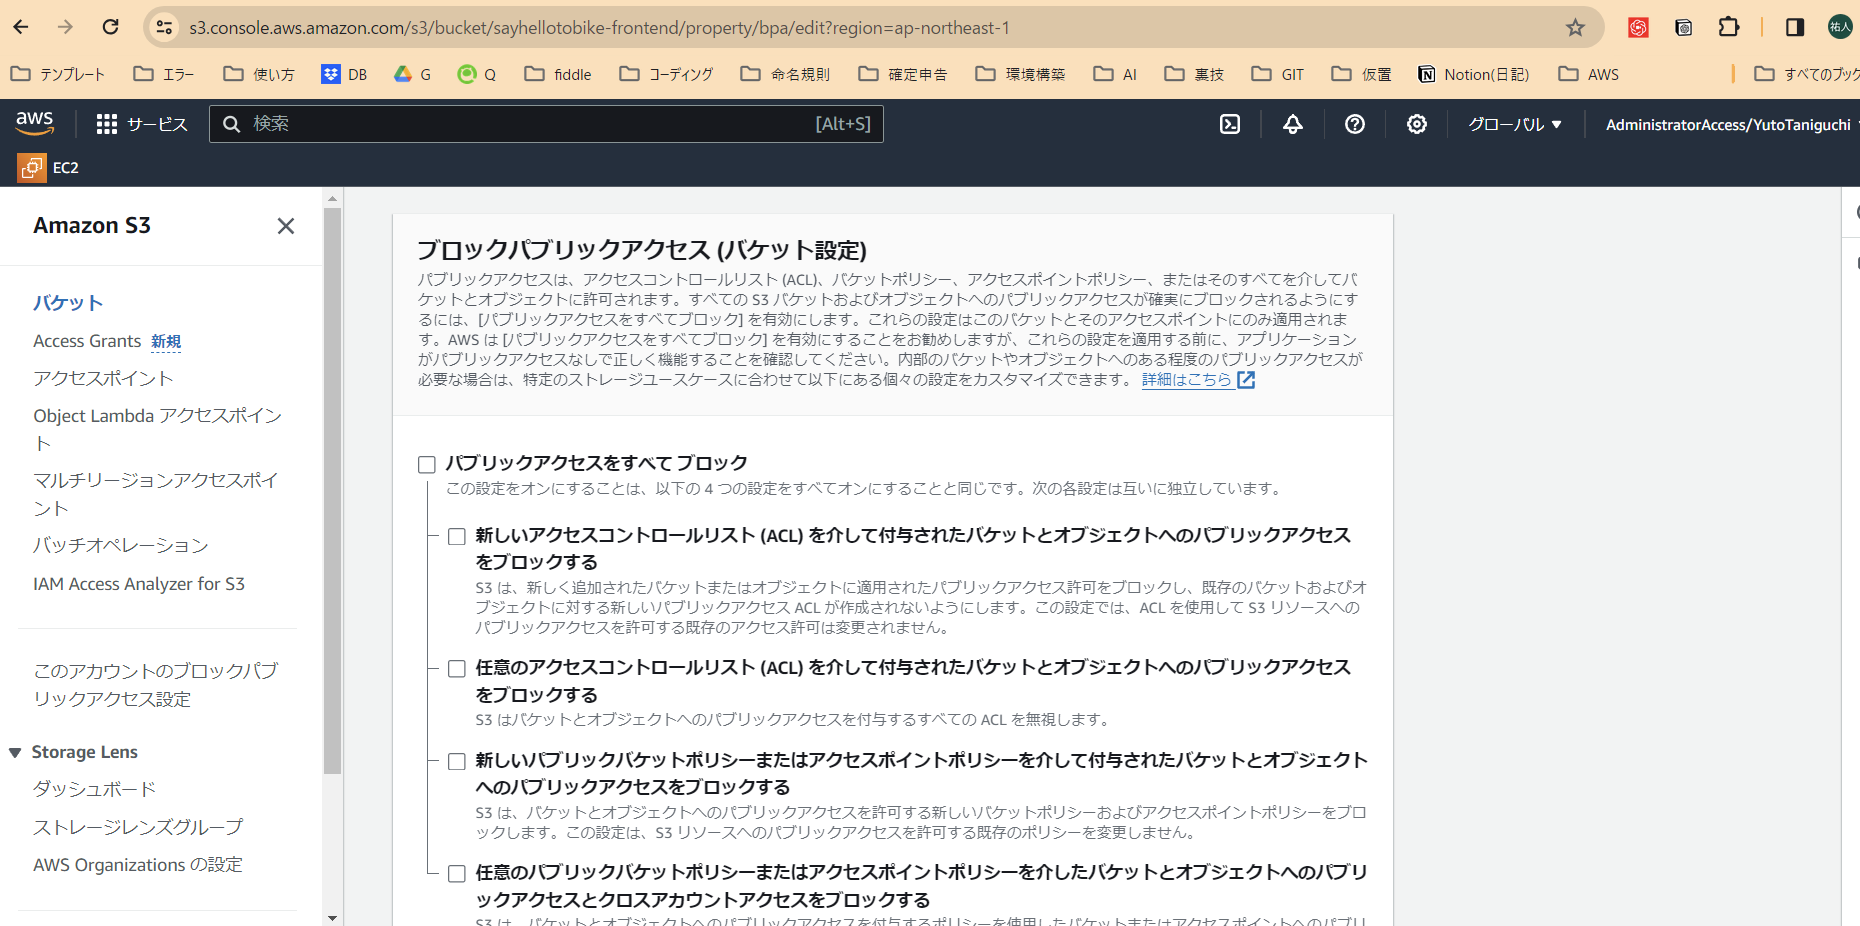 s3.console.aws.amazon.com/s3/bucket/sayhellotobike-frontend/property/bpa/edit?region=ap-northeast-1
祐人
テンプレート エラー 使い方 DB G Q fiddle コーディング 命名規則 確定申告 環境構築 AI 裏技 GIT 仮置 Notion(日記) AWS すべてのブック
aws サービス 検索 [Alt+S] グローバル AdministratorAccess/YutoTaniguchi
EC2
Amazon S3
バケット
Access Grants 新規
アクセスポイント
Object Lambda アクセスポイン
ト
マルチリージョンアクセスポイ
ント
バッチオペレーション
IAM Access Analyzer for S3
このアカウントのブロックパブ
リックアクセス設定
Storage Lens
ダッシュボード
ストレージレンズグループ
AWS Organizations の設定
ブロックパブリックアクセス (バケット設定)
パブリックアクセスは、アクセスコントロールリスト (ACL)、バケットポリシー、アクセスポイントポリシー、またはそのすべてを介してバ
ケットとオブジェクトに許可されます。すべての S3 バケットおよびオブジェクトへのパブリックアクセスが確実にブロックされるようにす
るには、[パブリックアクセスをすべてブロック] を有効にします。これらの設定はこのバケットとそのアクセスポイントにのみ適用されま
す。AWS は [パブリックアクセスをすべてブロック] を有効にすることをお勧めしますが、これらの設定を適用する前に、アプリケーション
がパブリックアクセスなしで正しく機能することを確認してください。内部のバケットやオブジェクトへのある程度のパブリックアクセスが
必要な場合は、特定のストレージユースケースに合わせて以下にある個々の設定をカスタマイズできます。 詳細はこちら
パブリックアクセスをすべて ブロック
この設定をオンにすることは、以下の 4 つの設定をすべてオンにすることと同じです。次の各設定は互いに独立しています。
新しいアクセスコントロールリスト (ACL) を介して付与されたバケットとオブジェクトへのパブリックアクセス
をブロックする
S3 は、新しく追加されたバケットまたはオブジェクトに適用されたパブリックアクセス許可をブロックし、既存のバケットおよびオ
ブジェクトに対する新しいパブリックアクセス ACL が作成されないようにします。この設定では、ACL を使用して S3 リソースへの
パブリックアクセスを許可する既存のアクセス許可は変更されません。
任意のアクセスコントロールリスト (ACL) を介して付与されたバケットとオブジェクトへのパブリックアクセス
をブロックする
S3 はバケットとオブジェクトへのパブリックアクセスを付与するすべての ACL を無視します。
新しいパブリックバケットポリシーまたはアクセスポイントポリシーを介して付与されたバケットとオブジェクト
へのパブリックアクセスをブロックする
S3 は、バケットとオブジェクトへのパブリックアクセスを許可する新しいバケットポリシーおよびアクセスポイントポリシーをブロ
ックします。この設定は、S3 リソースへのパブリックアクセスを許可する既存のポリシーを変更しません。
任意のパブリックバケットポリシーまたはアクセスポイントポリシーを介したバケットとオブジェクトへのパブリ
ックアクセスとクロスアカウントアクセスをブロックする
S3 は、バケットとオブジェクトへのパブリックアクセスを付与するポリシーを使用したバケットまたはアクセスポイントへのパブリ